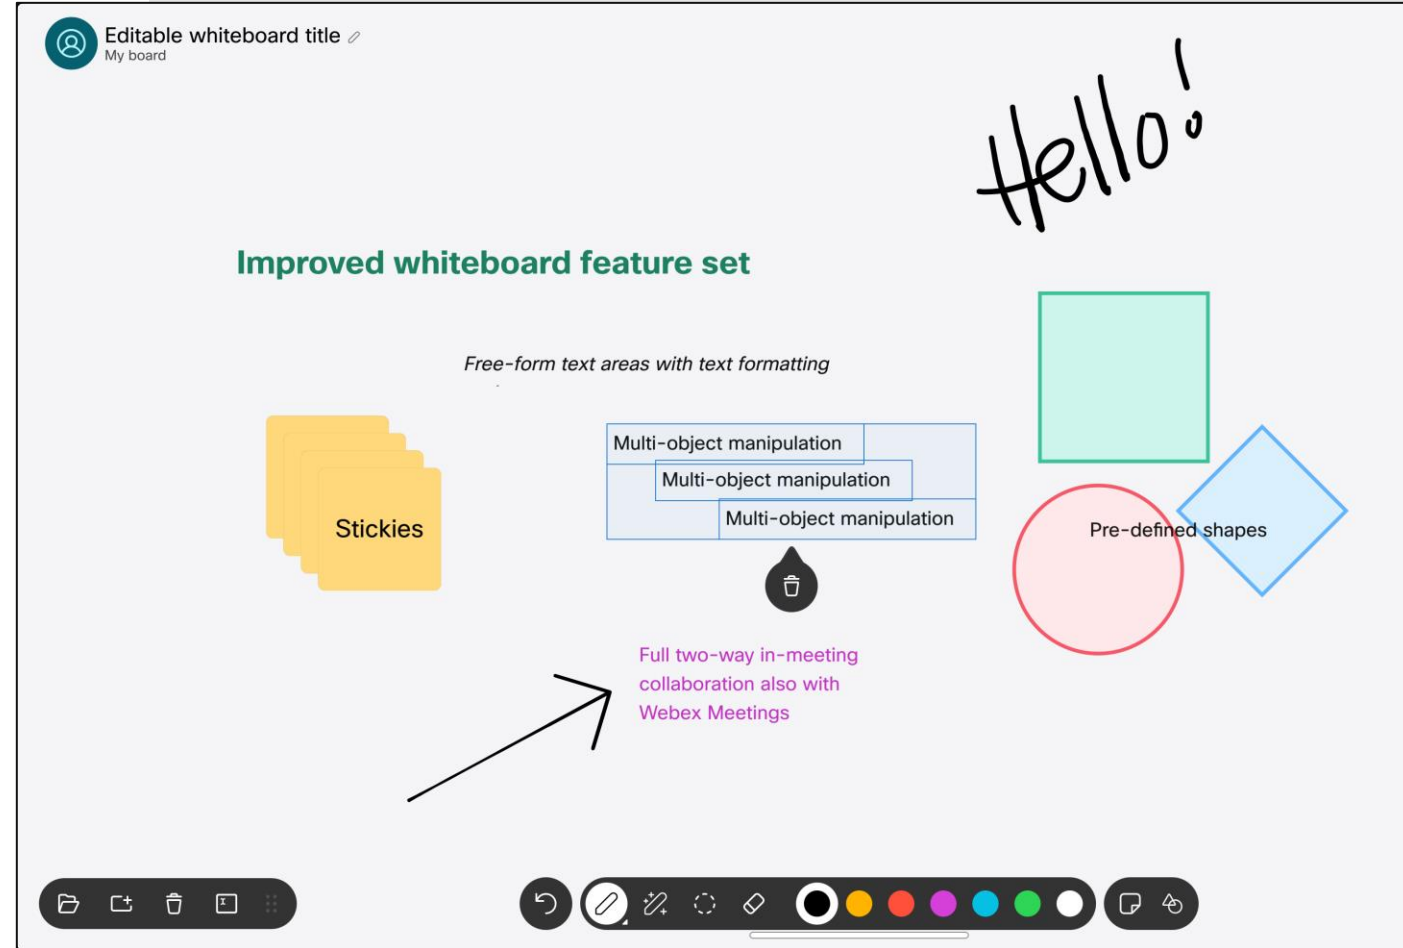 Editable whiteboard title
My board
Hello!
Improved whiteboard feature set
Free-form text areas with text formatting
Multi-object manipulation
Multi-object manipulation
Multi-object manipulation
Stickies
Pre-defined shapes
Full two-way in-meeting
collaboration also with
Webex Meetings